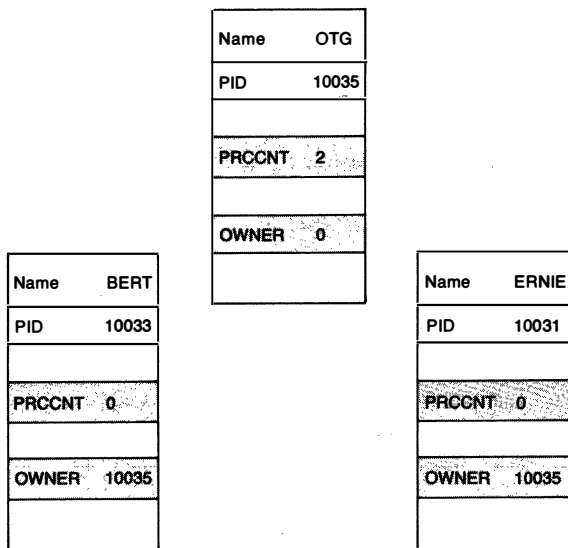 Name OTG
PID 10035
PRCCNT 2
OWNER 0
Name BERT
PID 10033
PRCCNT 0
OWNER 10035
Name ERNIE
PID 10031
PRCCNT 0
OWNER 10035